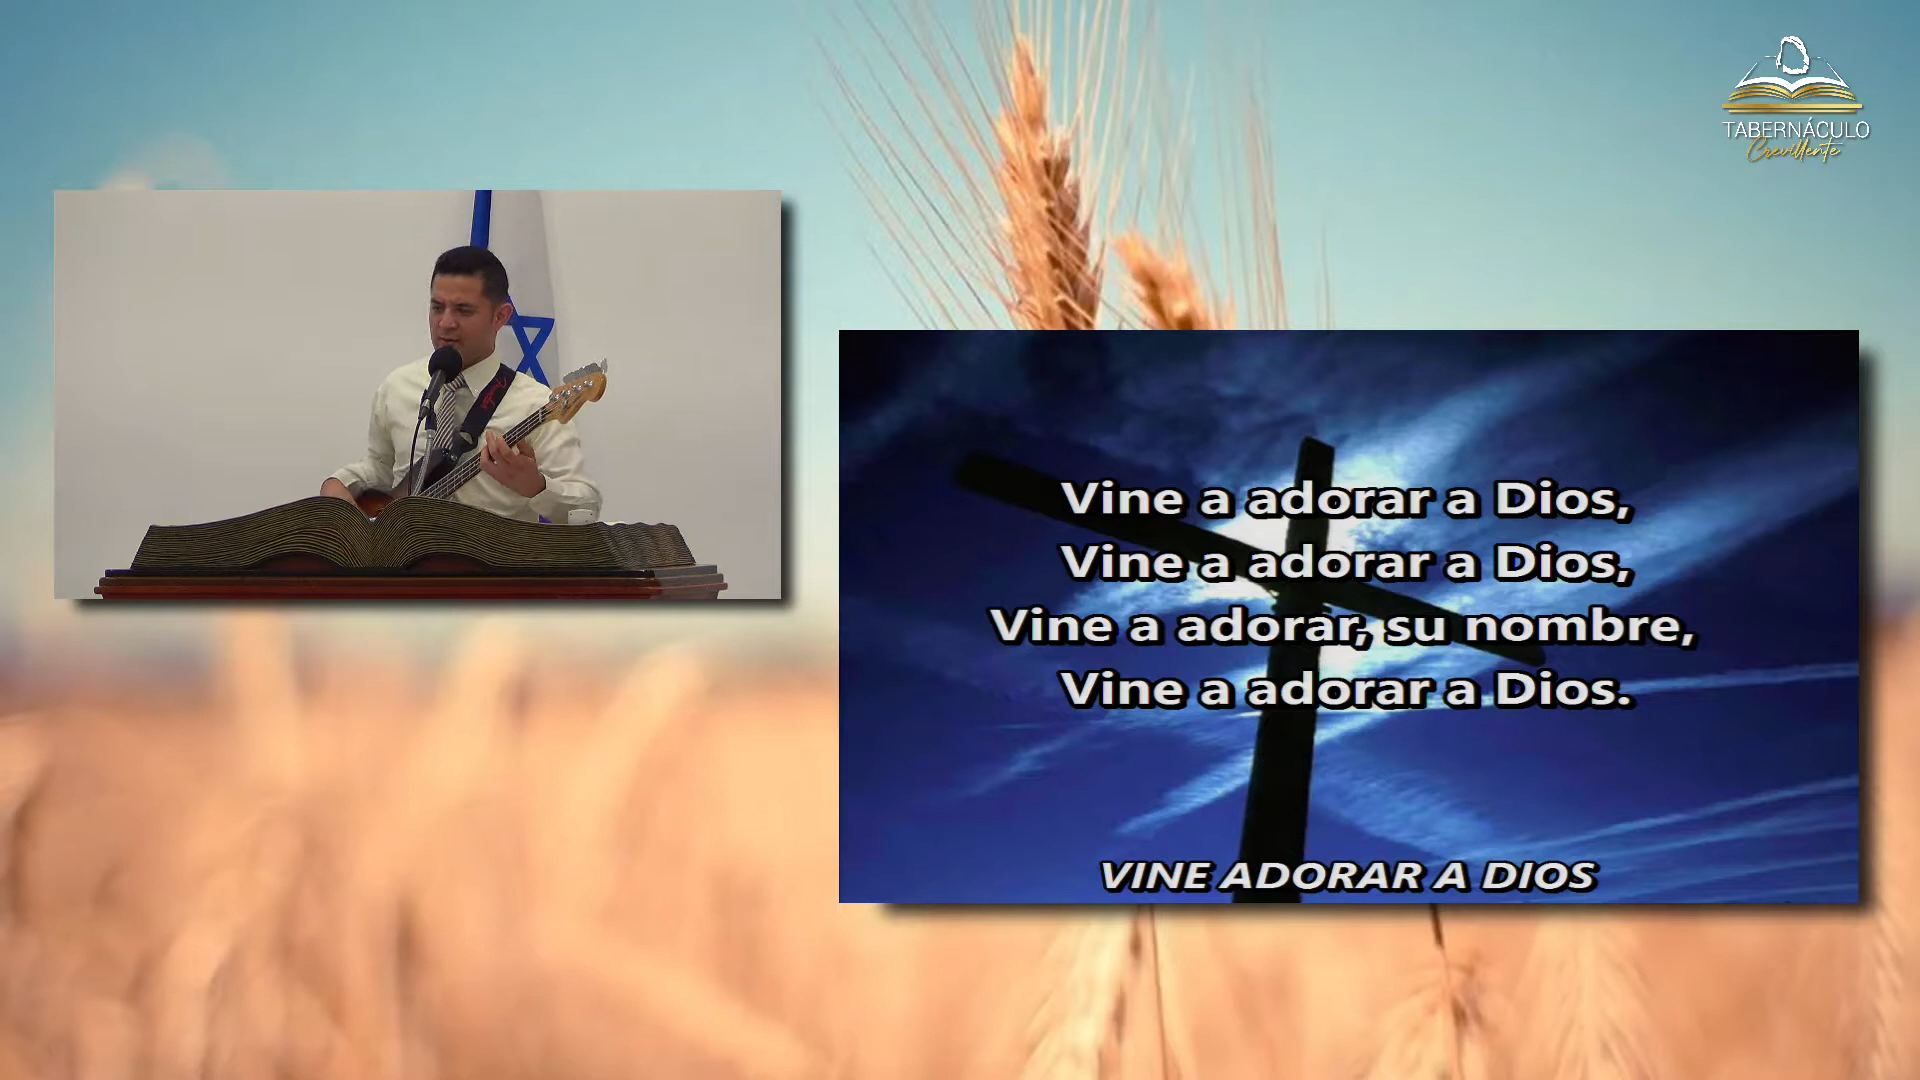 TABERNÁCULO
Crevillente
Vine a adorar a Dios,
Vine a adorar a Dios,
Vine a adorar, su nombre,
Vine a adorar a Dios.
VINE ADORAR A DIOS